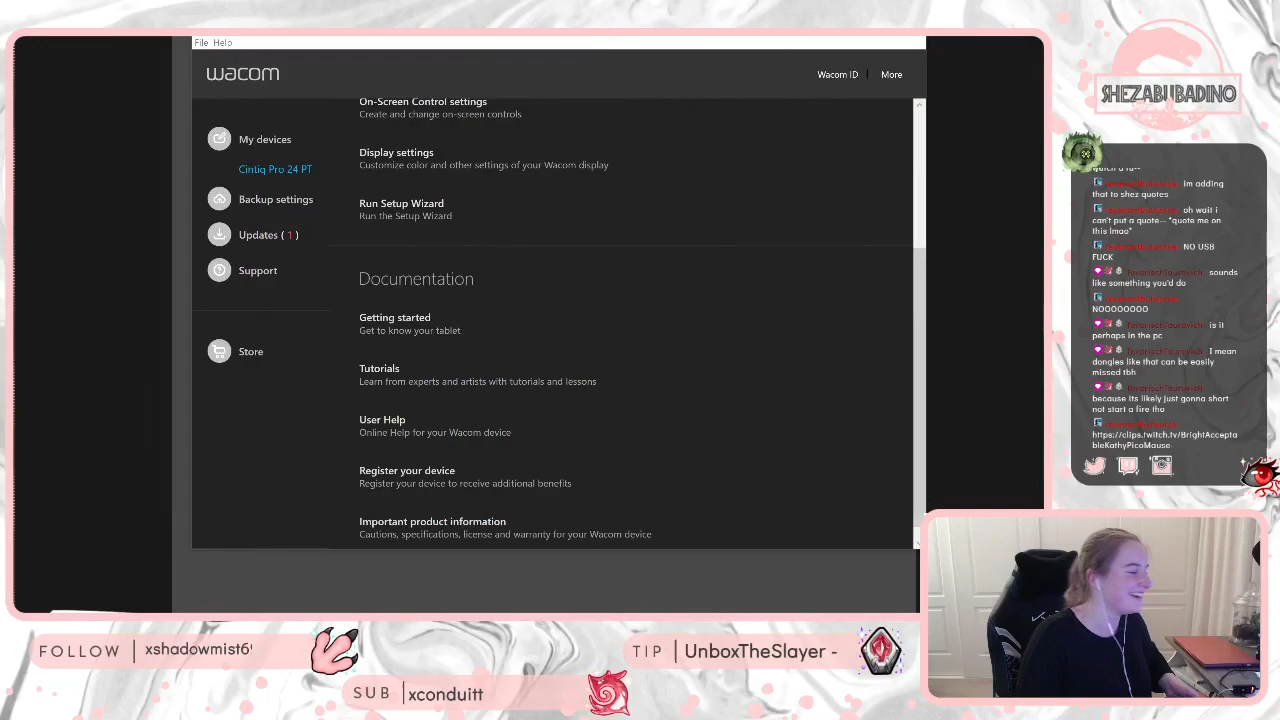 File Help
wacom
Wacom ID
More
On-Screen Control settings
Create and change on-screen controls
My devices
Display settings
Customize color and other settings of your Wacom display
Cintiq Pro 24 PT
Backup settings
Run Setup Wizard
Run the Setup Wizard
Updates ( 1 )
Support
Documentation
Getting started
Get to know your tablet
Store
Tutorials
Learn from experts and artists with tutorials and lessons
User Help
Online Help for your Wacom device
Register your device
Register your device to receive additional benefits
Important product information
Cautions, specifications, license and warranty for your Wacom device
SHEZABUBADINO
im adding
that to shez quotes
oh wait i
can't put a quote-- "quote me on
this lmao"
NO USB
FUCK
TovarischTaurovich sounds
like something you'd do
NOOOOOOO
TovarischTaurovich is it
perhaps in the pc
TovarischTaurovich I mean
dongles like that can be easily
missed tbh
TovarischTaurovich
because its likely just gonna short
not start a fire tho
https://clips.twitch.tv/BrightAccepta
bleKathyPicoMause
FOLLOW xshadowmist6
TIP UnboxTheSlayer -
SUB xconduitt